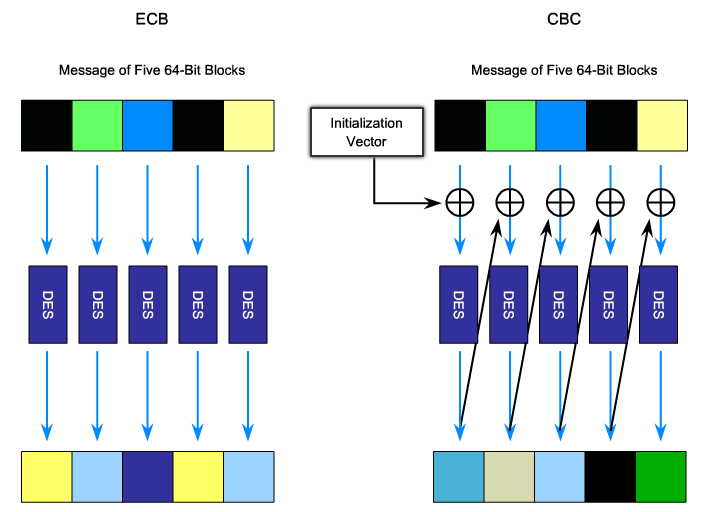 ECB
CBC
Message of Five 64-Bit Blocks
Message of Five 64-Bit Blocks
Initialization
Vector
DES
DES
DES
DES
DES
DES
DES
DES
DES
DES